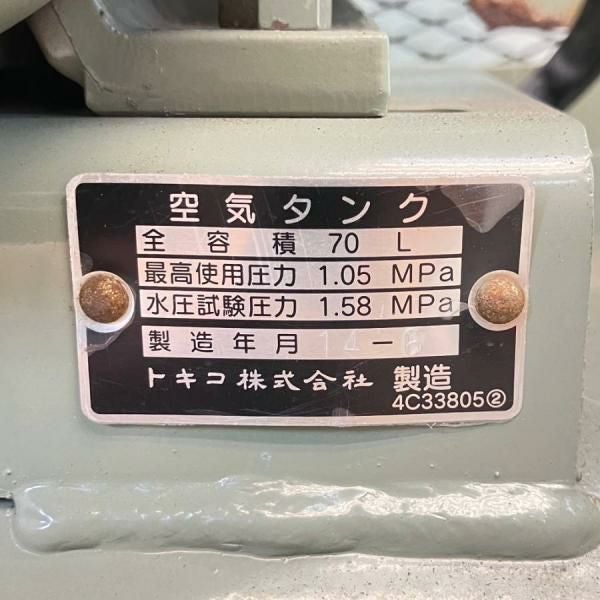 空気タンク
全容積 70 L
最高使用圧力 1.05 MPa
水圧試験圧力 1.58 MPa
製造年月 14-6
トキコ株式会社 製造
4C33805②